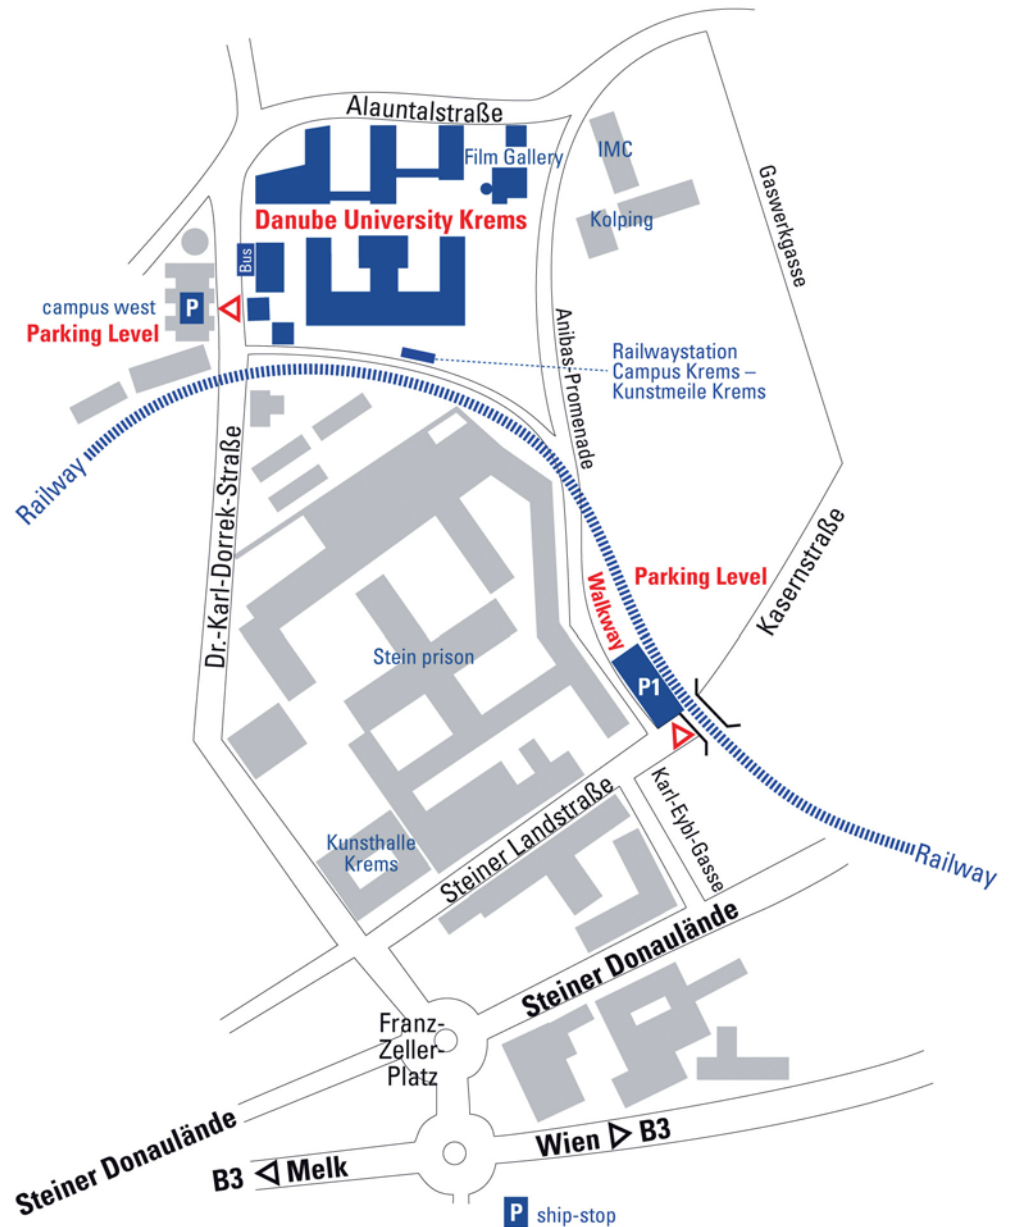 Alauntalstraße
Film Gallery
IMC
Kolping
Gaswerkgasse
Danube University Krems
Bus
campus west
P
Parking Level
Anibas-Promenade
Railwaystation
Campus Krems –
Kunstmeile Krems
Railway
Dr.-Karl-Dorrek-Straße
Parking Level
Walkway
Kasernstraße
Stein prison
P1
Karl-Eybl-Gasse
Steiner Landstraße
Kunsthalle
Krems
Railway
Steiner Donaulände
Franz-
Zeller-
Platz
Steiner Donaulände
Wien B3
B3 Melk
P ship-stop